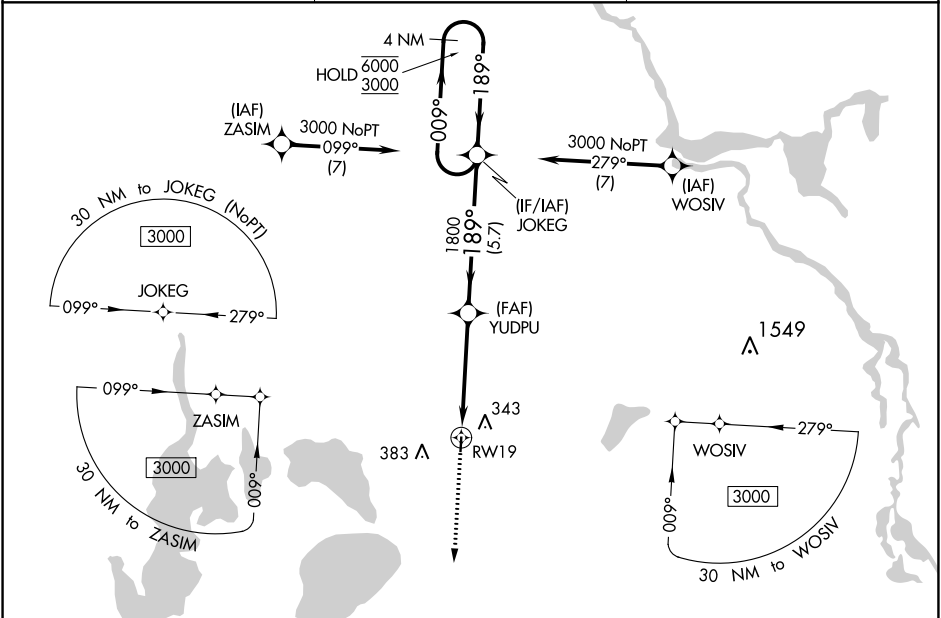 4 NM
HOLD 6000
3000
189°
009°
(IAF)
ZASIM
3000 NoPT
099°
(7)
3000 NoPT
279°
(7)
(IAF)
WOSIV
(IF/IAF)
JOKEG
1800
189°
(5.7)
30 NM to JOKEG (NoPT)
3000
JOKEG
099°
279°
(FAF)
YUDPU
1549
099°
ZASIM
3000
009°
30 NM to ZASIM
343
383
RW19
WOSIV
279°
3000
009°
30 NM to WOSIV